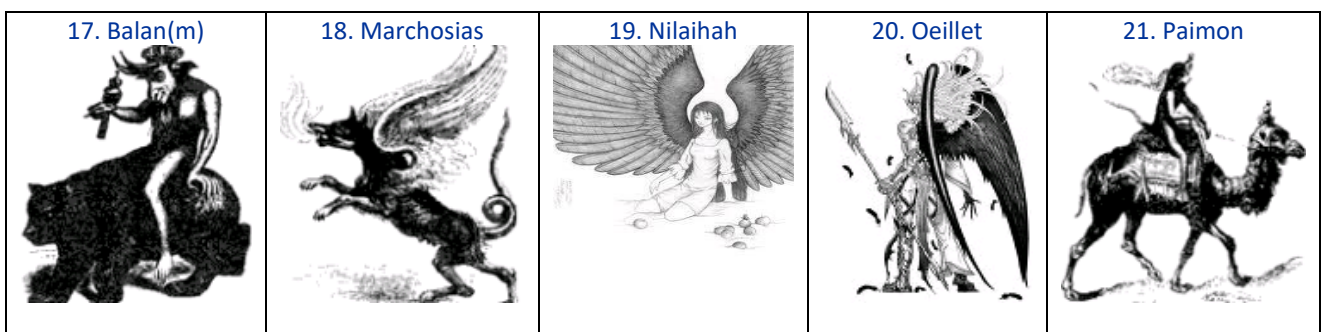 17. Balan(m)
18. Marchosias
19. Nilaihah
20. Oeillet
21. Paimon